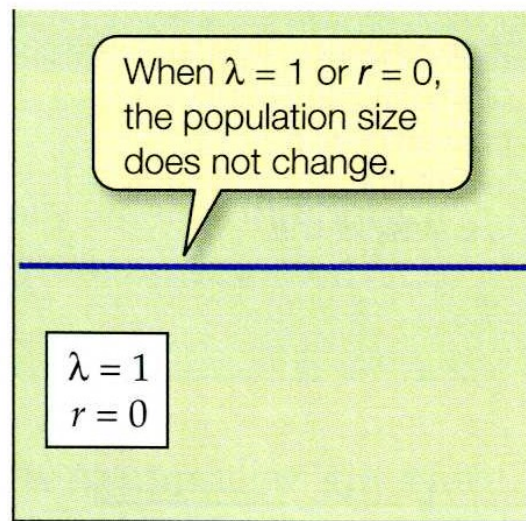 When λ = 1 or r = 0,
the population size
does not change.
λ = 1
r = 0